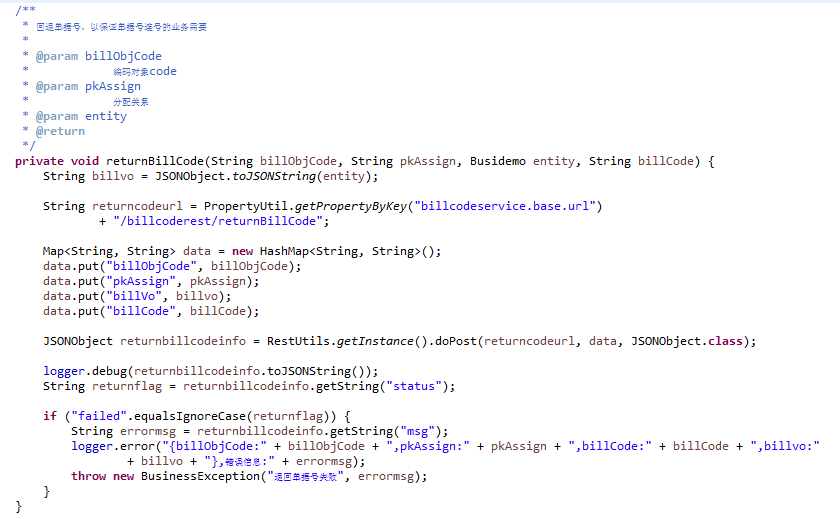 /**
 * 回退单据号，以保证单据号连号的业务需要
 *
 * @param billObjCode
 *            编码对象code
 * @param pkAssign
 *            分配关系
 * @param entity
 * @return
 */
private void returnBillCode(String billObjCode, String pkAssign, Busidemo entity, String billCode) {
    String billvo = JSONObject.toJSONString(entity);

    String returncodeurl = PropertyUtil.getPropertyByKey("billcodeservice.base.url")
            + "/billcoderest/returnBillCode";

    Map<String, String> data = new HashMap<String, String>();
    data.put("billObjCode", billObjCode);
    data.put("pkAssign", pkAssign);
    data.put("billVo", billvo);
    data.put("billCode", billCode);

    JSONObject returnbillcodeinfo = RestUtils.getInstance().doPost(returncodeurl, data, JSONObject.class);

    logger.debug(returnbillcodeinfo.toJSONString());
    String returnflag = returnbillcodeinfo.getString("status");

    if ("failed".equalsIgnoreCase(returnflag)) {
        String errormsg = returnbillcodeinfo.getString("msg");
        logger.error("{billObjCode:" + billObjCode + ",pkAssign:" + pkAssign + ",billCode:" + billCode + ",billvo:"
                + billvo + "},错误信息:" + errormsg);
        throw new BusinessException("返回单据号失败", errormsg);
    }
}